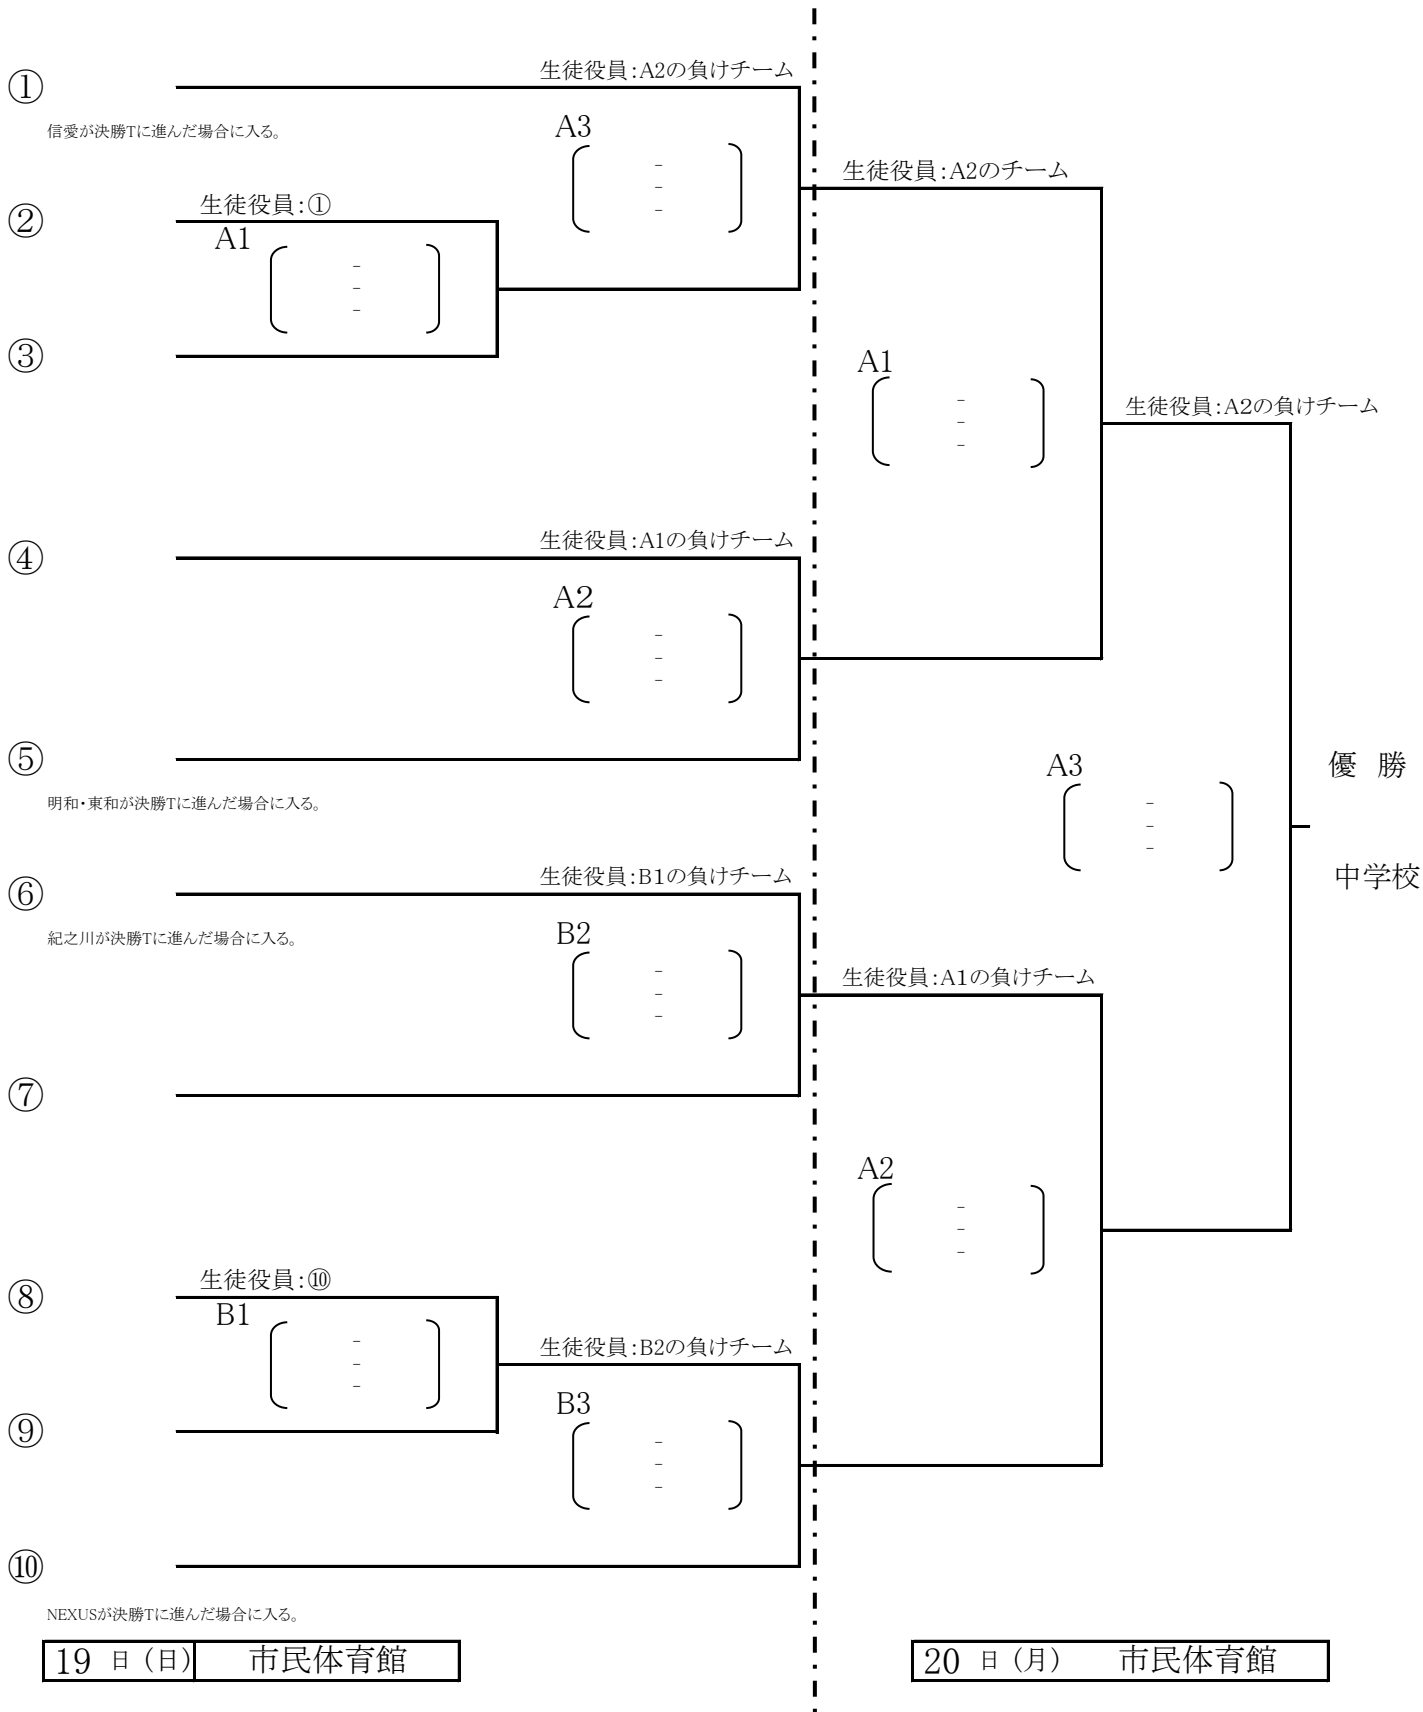 生徒役員:A2の負けチーム
①
信愛が決勝Tに進んだ場合に入る。
A3
-
-
-
生徒役員:A2のチーム
生徒役員:①
②
A1
-
-
-
③
A1
-
-
-
生徒役員:A2の負けチーム
生徒役員:A1の負けチーム
④
A2
-
-
-
⑤
明和・東和が決勝Tに進んだ場合に入る。
A3
-
-
-
優 勝
中学校
生徒役員:B1の負けチーム
⑥
紀之川が決勝Tに進んだ場合に入る。
B2
-
-
-
生徒役員:A1の負けチーム
⑦
A2
-
-
-
生徒役員:⑩
⑧
B1
-
-
-
生徒役員:B2の負けチーム
⑨
B3
-
-
-
⑩
NEXUSが決勝Tに進んだ場合に入る。
19 日(日) 市民体育館
20 日(月) 市民体育館